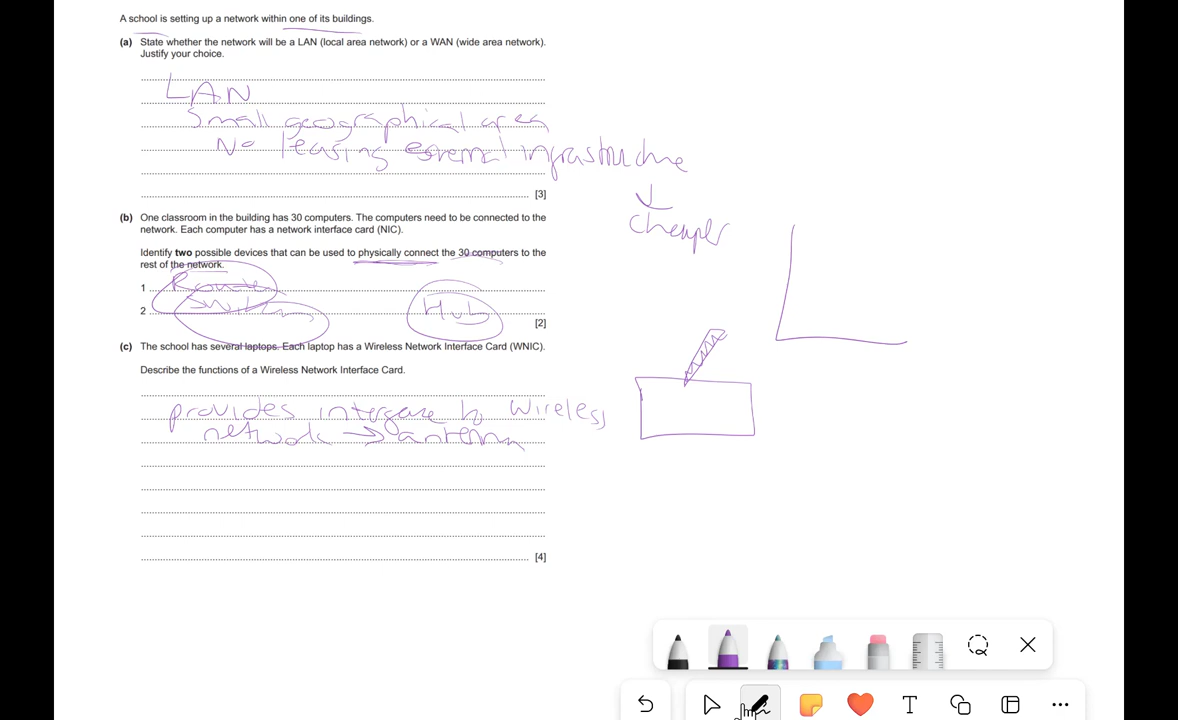 A school is setting up a network within one of its buildings.
(a) State whether the network will be a LAN (local area network) or a WAN (wide area network).
Justify your choice.
LAN
Small geographical area
No leasing external infrastructure
cheaper
[3]
(b) One classroom in the building has 30 computers. The computers need to be connected to the
network. Each computer has a network interface card (NIC).
Identify two possible devices that can be used to physically connect the 30 computers to the
rest of the network.
1
Switch
Hub
2
[2]
(c) The school has several laptops. Each laptop has a Wireless Network Interface Card (WNIC).
Describe the functions of a Wireless Network Interface Card.
provides interface to wireless
network → antenna
[4]
T